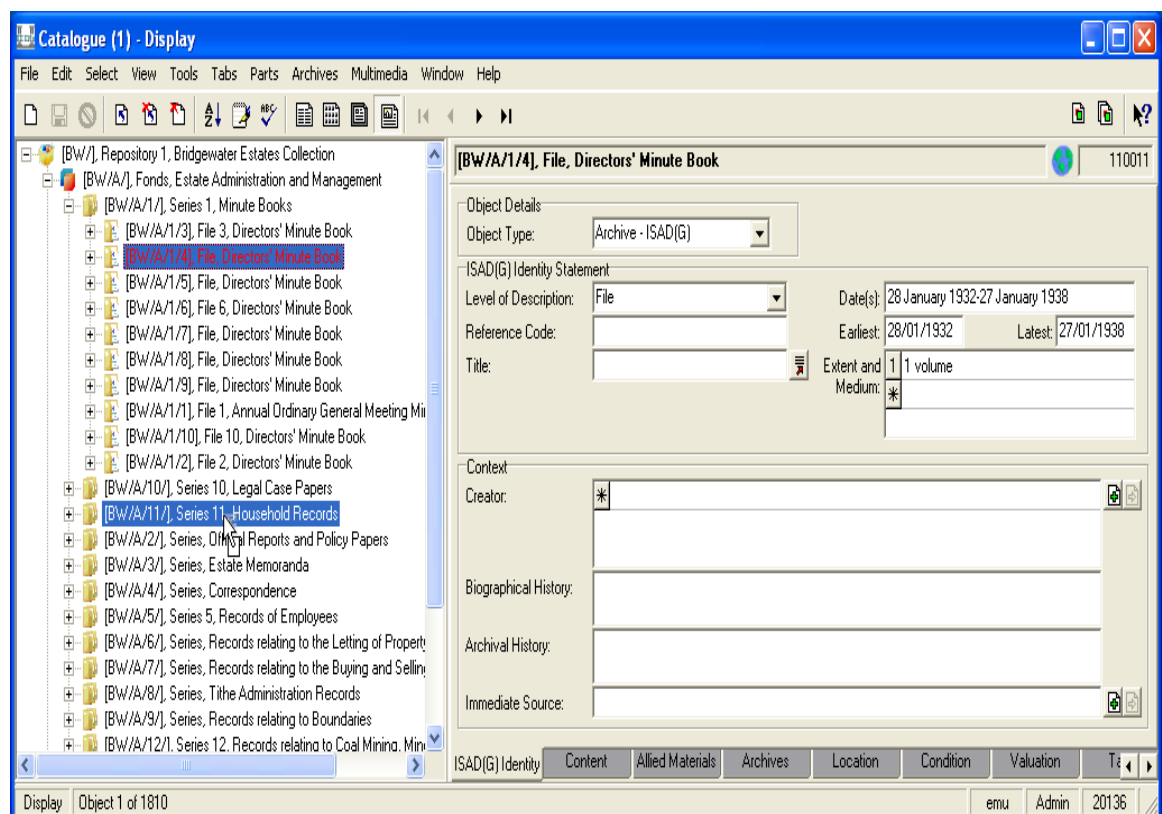 Catalogue (1) - Display
File Edit Select View Tools Tabs Parts Archives Multimedia Window Help
[BW/], Repository 1, Bridgewater Estates Collection
[BW/A/], Fonds, Estate Administration and Management
[BW/A/1/], Series 1, Minute Books
[BW/A/1/3], File 3, Directors' Minute Book
[BW/A/1/4], File, Directors' Minute Book
[BW/A/1/5], File, Directors' Minute Book
[BW/A/1/6], File 6, Directors' Minute Book
[BW/A/1/7], File, Directors' Minute Book
[BW/A/1/8], File, Directors' Minute Book
[BW/A/1/9], File, Directors' Minute Book
[BW/A/1/1], File 1, Annual Ordinary General Meeting Mi
[BW/A/1/10], File 10, Directors' Minute Book
[BW/A/1/2], File 2, Directors' Minute Book
[BW/A/10/], Series 10, Legal Case Papers
[BW/A/11/], Series 11, Household Records
[BW/A/2/], Series, Official Reports and Policy Papers
[BW/A/3/], Series, Estate Memoranda
[BW/A/4/], Series, Correspondence
[BW/A/5/], Series 5, Records of Employees
[BW/A/6/], Series, Records relating to the Letting of Property
[BW/A/7/], Series, Records relating to the Buying and Selling
[BW/A/8/], Series, Tithe Administration Records
[BW/A/9/], Series, Records relating to Boundaries
[BW/A/12/], Series 12, Records relating to Coal Mining, Min
[BW/A/1/4], File, Directors' Minute Book 110011
Object Details
Object Type: Archive - ISAD(G)
ISAD(G) Identity Statement
Level of Description: File Date(s): 28 January 1932-27 January 1938
Reference Code: Earliest: 28/01/1932 Latest: 27/01/1938
Title: Extent and Medium: 1 1 volume
Context
Creator:
Biographical History:
Archival History:
Immediate Source:
ISAD(G) Identity Content Allied Materials Archives Location Condition Valuation Ta
Display Object 1 of 1810 emu Admin 20136